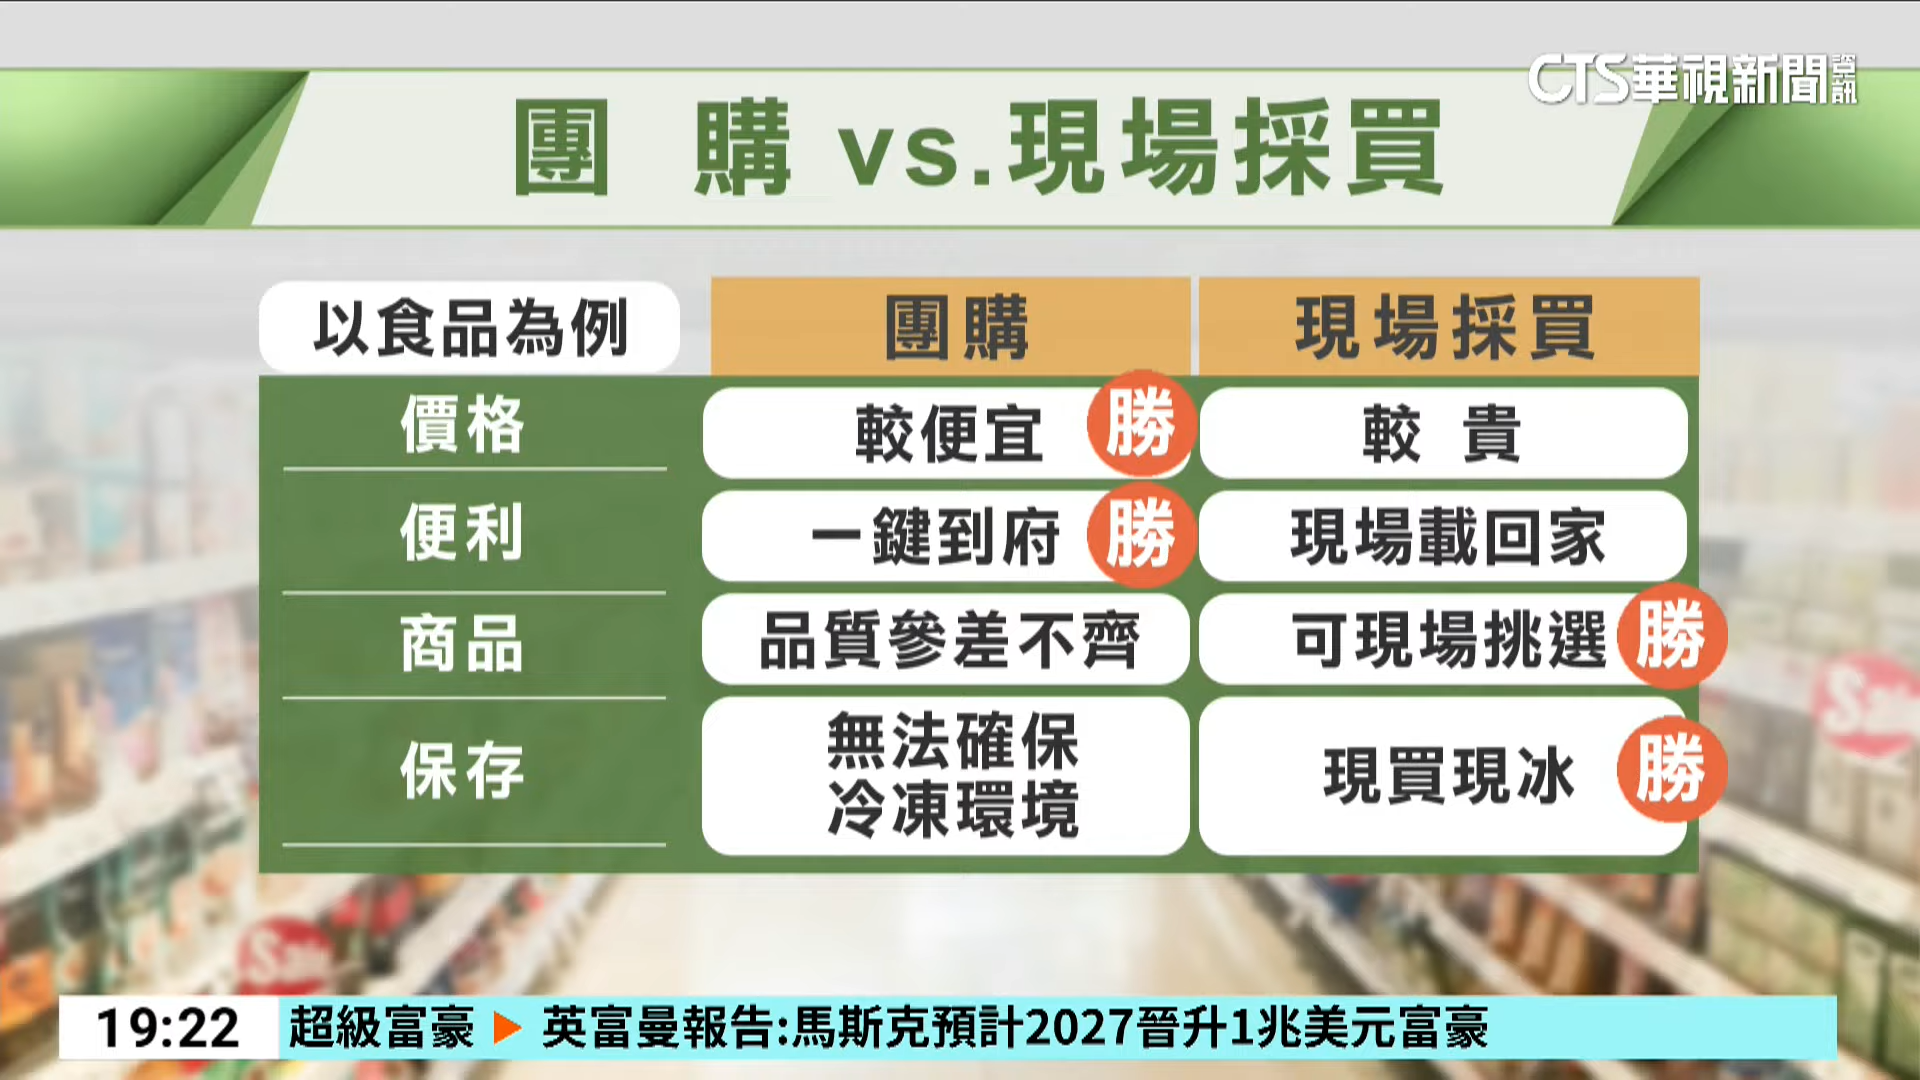 CTS華視新聞資訊
團購 vs.現場採買
以食品為例 團購 現場採買
價格 較便宜 勝 較貴
便利 一鍵到府 勝 現場載回家
商品 品質參差不齊 可現場挑選 勝
保存 無法確保 現買現冰 勝
冷凍環境
Sale
Sale
19:22 超級富豪 英富曼報告:馬斯克預計2027晉升1兆美元富豪